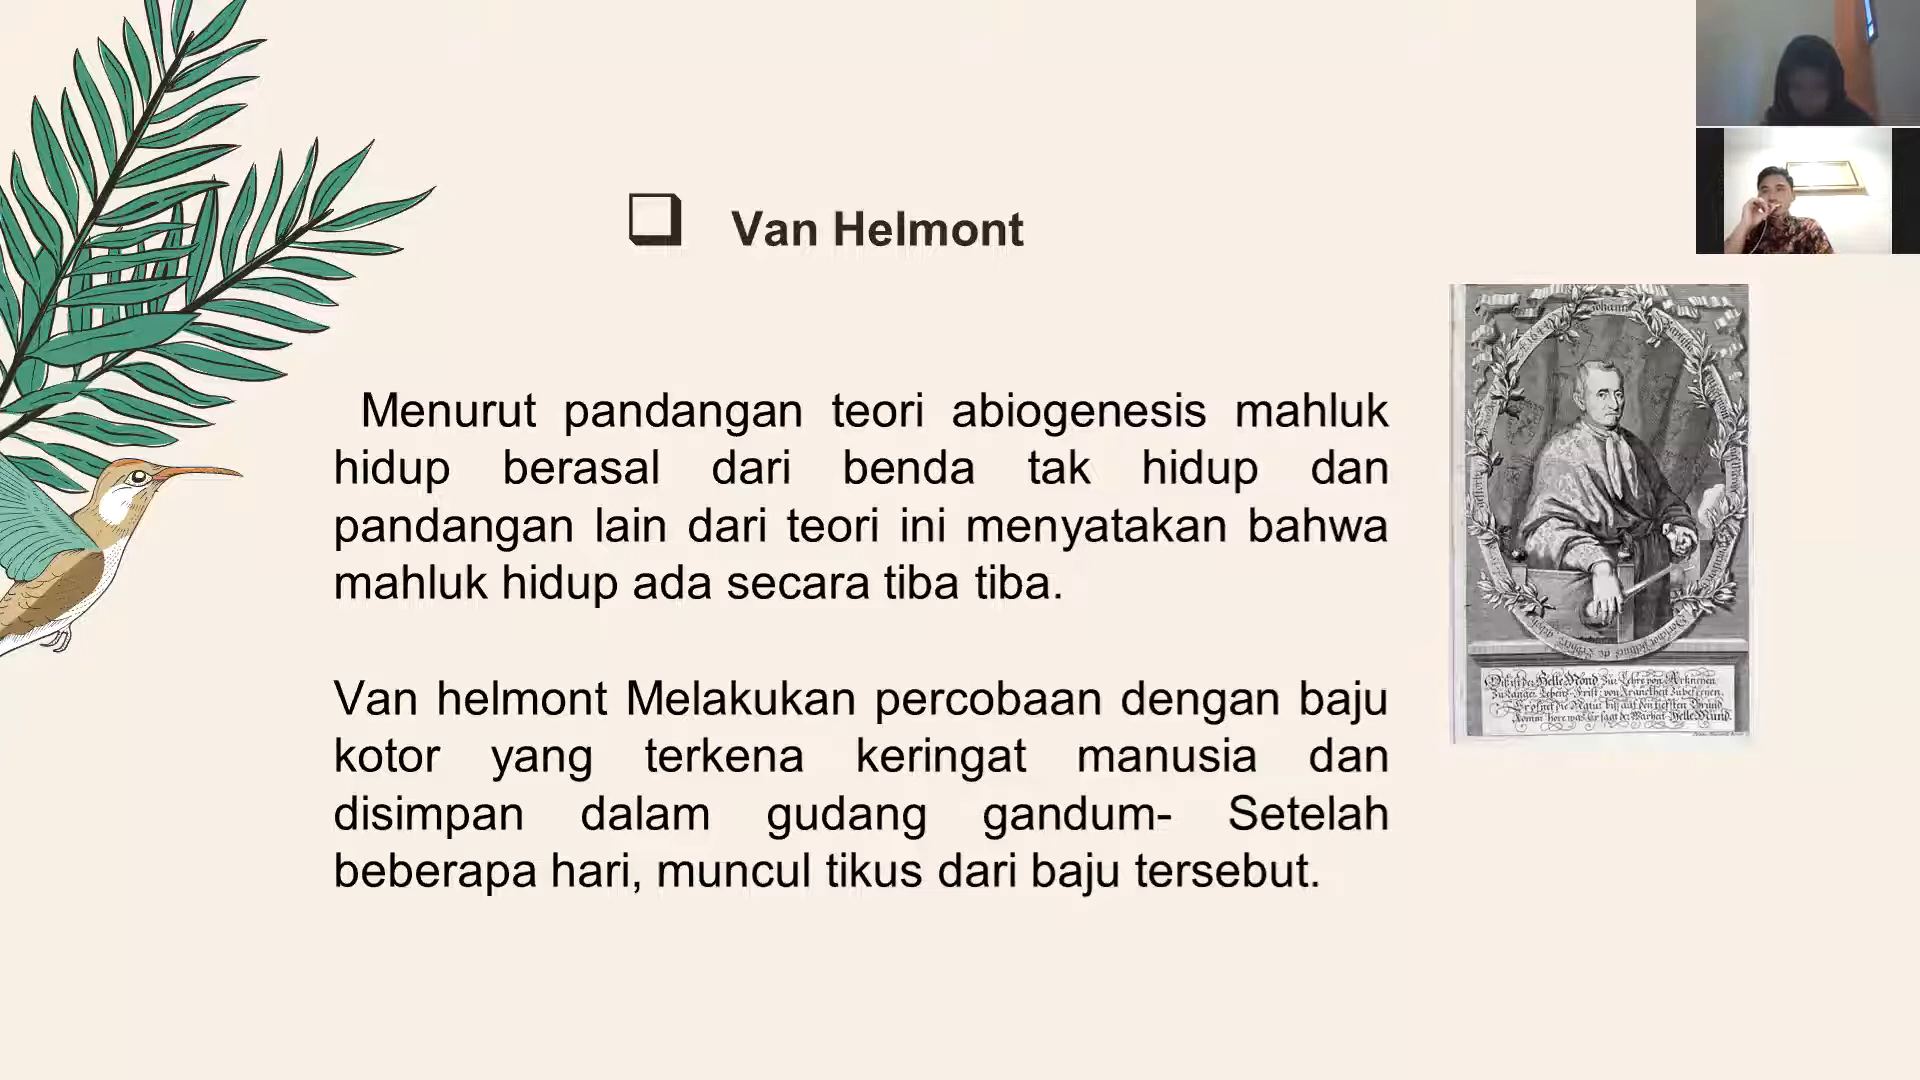 Van Helmont
Menurut pandangan teori abiogenesis mahluk
hidup berasal dari benda tak hidup dan
pandangan lain dari teori ini menyatakan bahwa
mahluk hidup ada secara tiba tiba.
Van helmont Melakukan percobaan dengan baju
kotor yang terkena keringat manusia dan
disimpan dalam gudang gandum- Setelah
beberapa hari, muncul tikus dari baju tersebut.